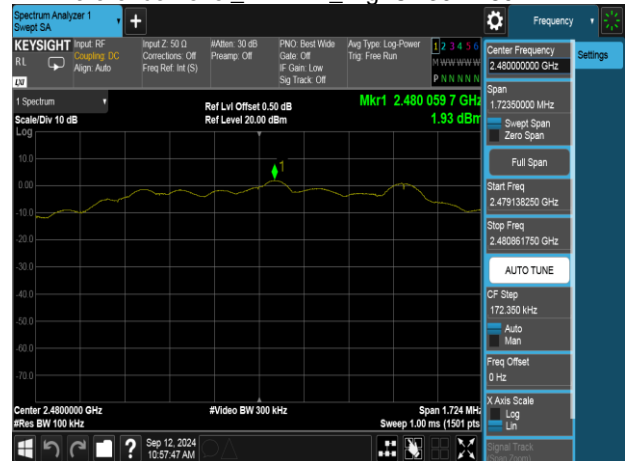 Spectrum Analyzer 1
Swept SA
+
Frequency
KEYSIGHT
RL
LXI
Input: RF
Coupling: DC
Align: Auto
Input Z: 50 Ω
Corrections: Off
Freq Ref: Int (S)
#Atten: 30 dB
Preamp: Off
PNO: Best Wide
Gate: Off
IF Gain: Low
Sig Track: Off
Avg Type: Log-Power
Trig: Free Run
1 2 3 4 5 6
M W W W W W
P N N N N N
1 Spectrum
Scale/Div 10 dB
Log
Ref Lvl Offset 0.50 dB
Ref Level 20.00 dBm
Mkr1 2.480 059 7 GHz
1.93 dBm
1
10.0
0.00
-10.0
-20.0
-30.0
-40.0
-50.0
-60.0
-70.0
Center 2.4800000 GHz
#Res BW 100 kHz
#Video BW 300 kHz
Span 1.724 MHz
Sweep 1.00 ms (1501 pts
Center Frequency
2.480000000 GHz
Settings
Span
1.72350000 MHz
Swept Span
Zero Span
Full Span
Start Freq
2.479138250 GHz
Stop Freq
2.480861750 GHz
AUTO TUNE
CF Step
172.350 kHz
Auto
Man
Freq Offset
0 Hz
X Axis Scale
Log
Lin
Signal Track
(Span Zoom)
?
Sep 12, 2024
10:57:47 AM